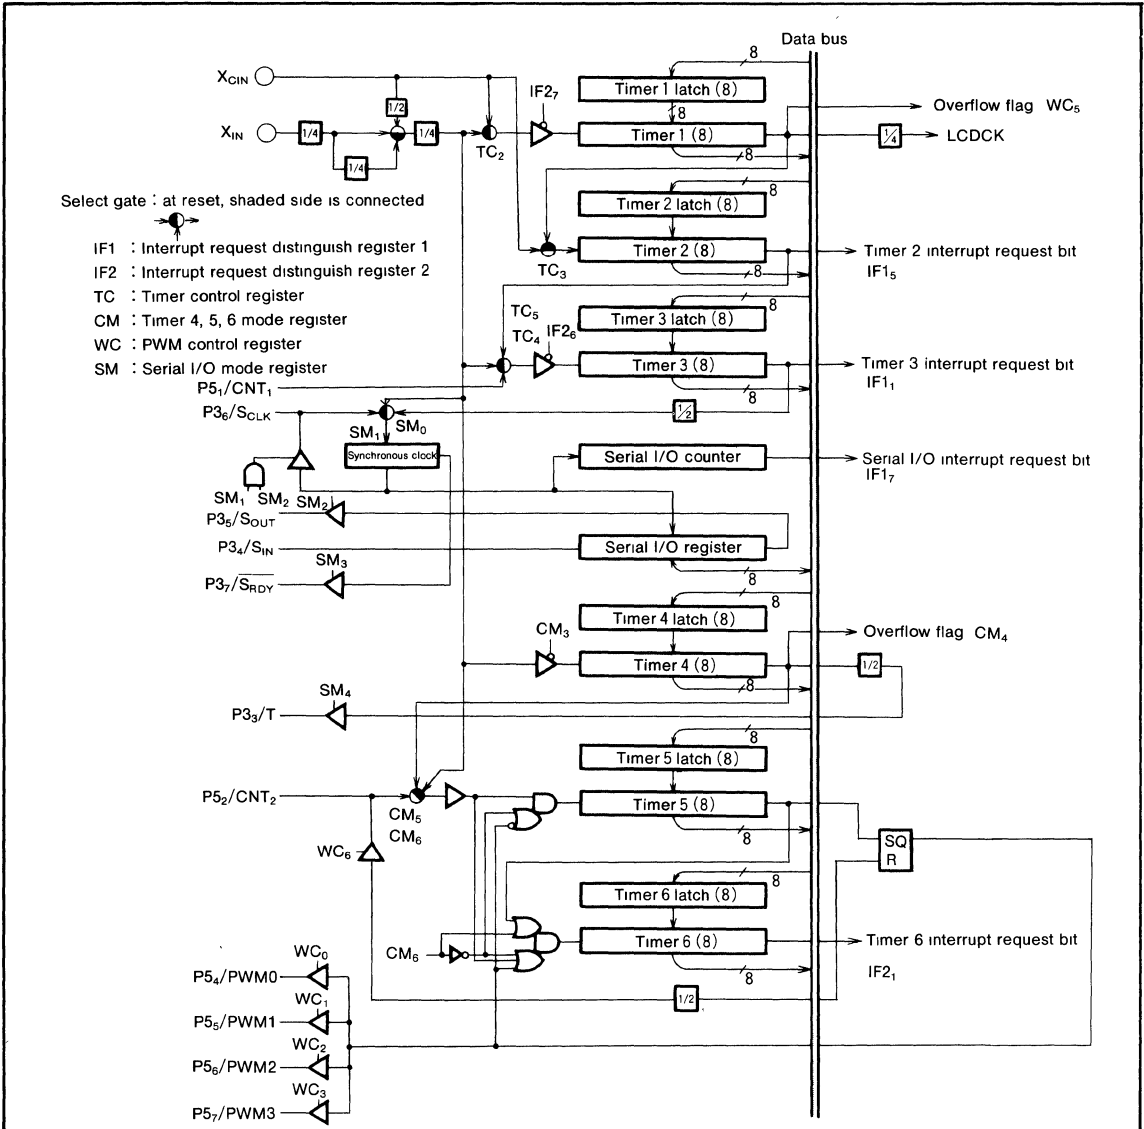 Data bus
8
XCIN
Timer 1 latch (8)
IF27
1/2
8
Overflow flag WC5
XIN
1/4
1/4
Timer 1 (8)
1/4
LCDCK
TC2
8
1/4
8
Select gate : at reset, shaded side is connected
Timer 2 latch (8)
IF1 : Interrupt request distinguish register 1
Timer 2 (8)
Timer 2 interrupt request bit
IF15
IF2 : Interrupt request distinguish register 2
TC3
8
TC : Timer control register
8
CM : Timer 4, 5, 6 mode register
TC5
Timer 3 latch (8)
WC : PWM control register
TC4
IF26
SM : Serial I/O mode register
Timer 3 (8)
Timer 3 interrupt request bit
IF11
P51/CNT1
8
P36/SCLK
1/2
SM1
SM0
Synchronous clock
Serial I/O counter
Serial I/O interrupt request bit
IF17
SM1
SM2
SM2
P35/SOUT
P34/SIN
Serial I/O register
SM3
P37/SRDY
8
8
Timer 4 latch (8)
CM3
Overflow flag CM4
Timer 4 (8)
1/2
SM4
8
P33/T
8
Timer 5 latch (8)
P52/CNT2
Timer 5 (8)
CM5
CM6
8
SQ
R
WC6
8
Timer 6 latch (8)
Timer 6 (8)
Timer 6 interrupt request bit
IF21
CM6
WC0
8
P54/PWM0
1/2
WC1
P55/PWM1
WC2
P56/PWM2
WC3
P57/PWM3